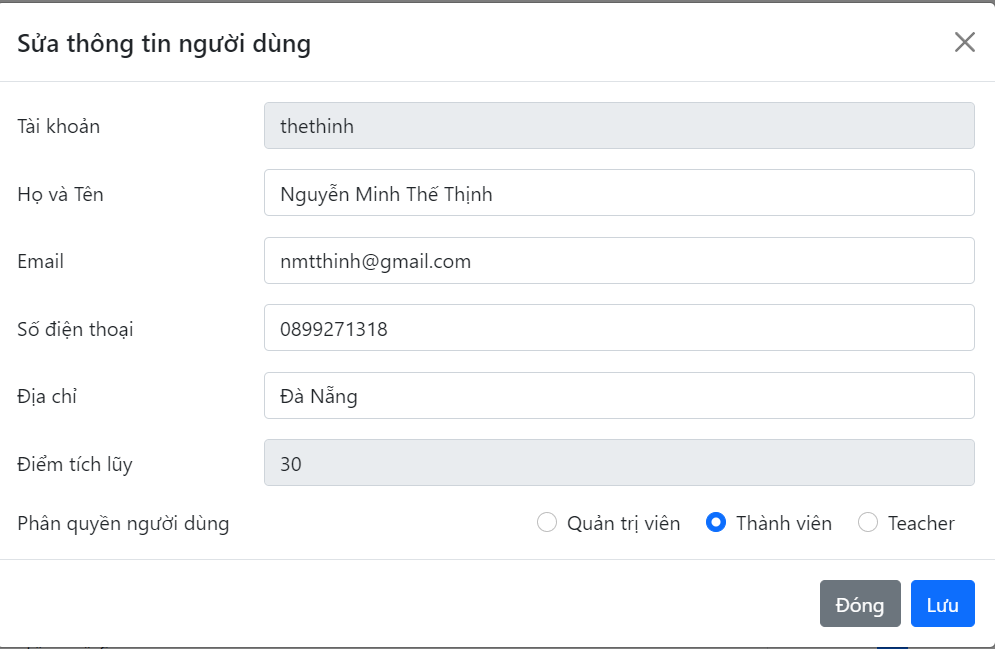 Sửa thông tin người dùng
Tài khoản thethinh
Họ và Tên Nguyễn Minh Thế Thịnh
Email nmtthinh@gmail.com
Số điện thoại 0899271318
Địa chỉ Đà Nẵng
Điểm tích lũy 30
Phân quyền người dùng Quản trị viên Thành viên Teacher
Đóng Lưu